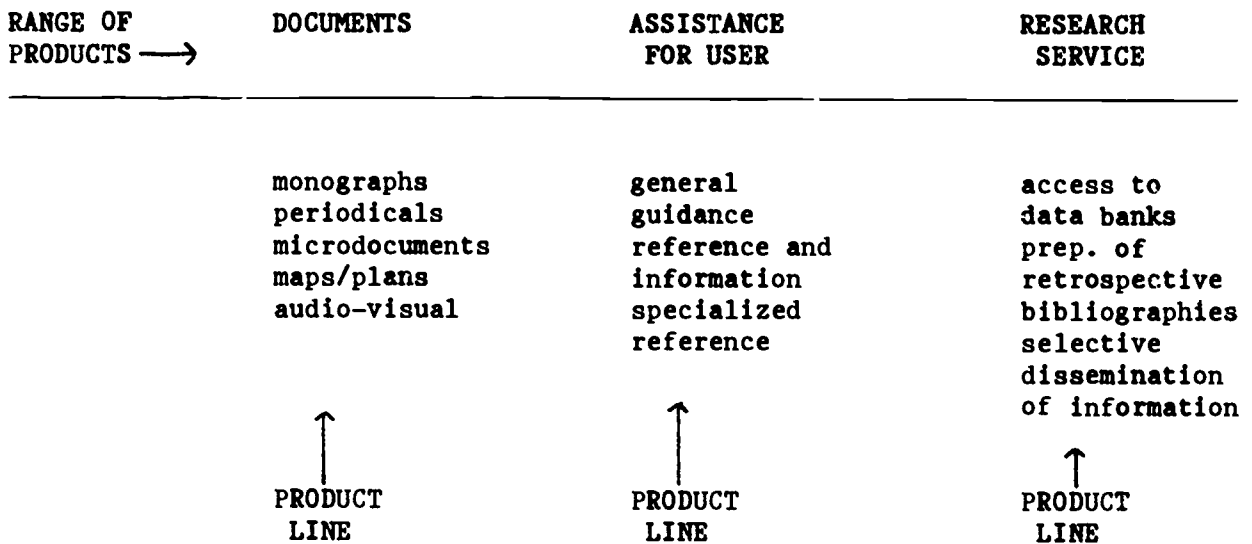 RANGE OF PRODUCTS → DOCUMENTS ASSISTANCE FOR USER RESEARCH SERVICE
monographs
periodicals
microdocuments
maps/plans
audio-visual
general
guidance
reference and
information
specialized
reference
access to
data banks
prep. of
retrospective
bibliographies
selective
dissemination
of information
PRODUCT
LINE
PRODUCT
LINE
PRODUCT
LINE